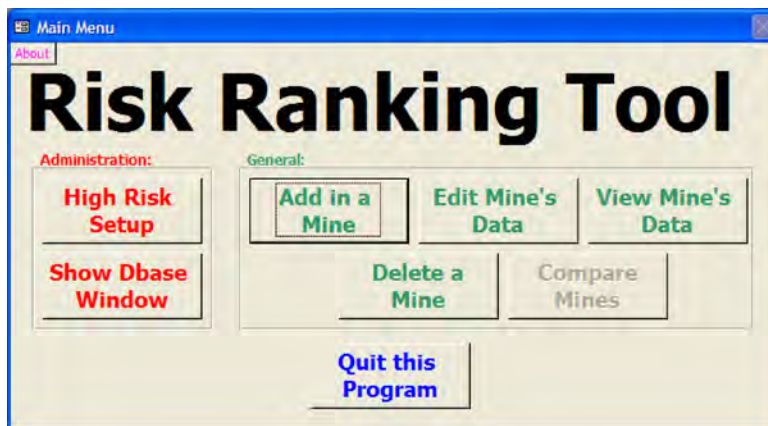 Main Menu
About
Risk Ranking Tool
Administration:
General:
High Risk
Setup
Add in a
Mine
Edit Mine's
Data
View Mine's
Data
Show Dbase
Window
Delete a
Mine
Compare
Mines
Quit this
Program